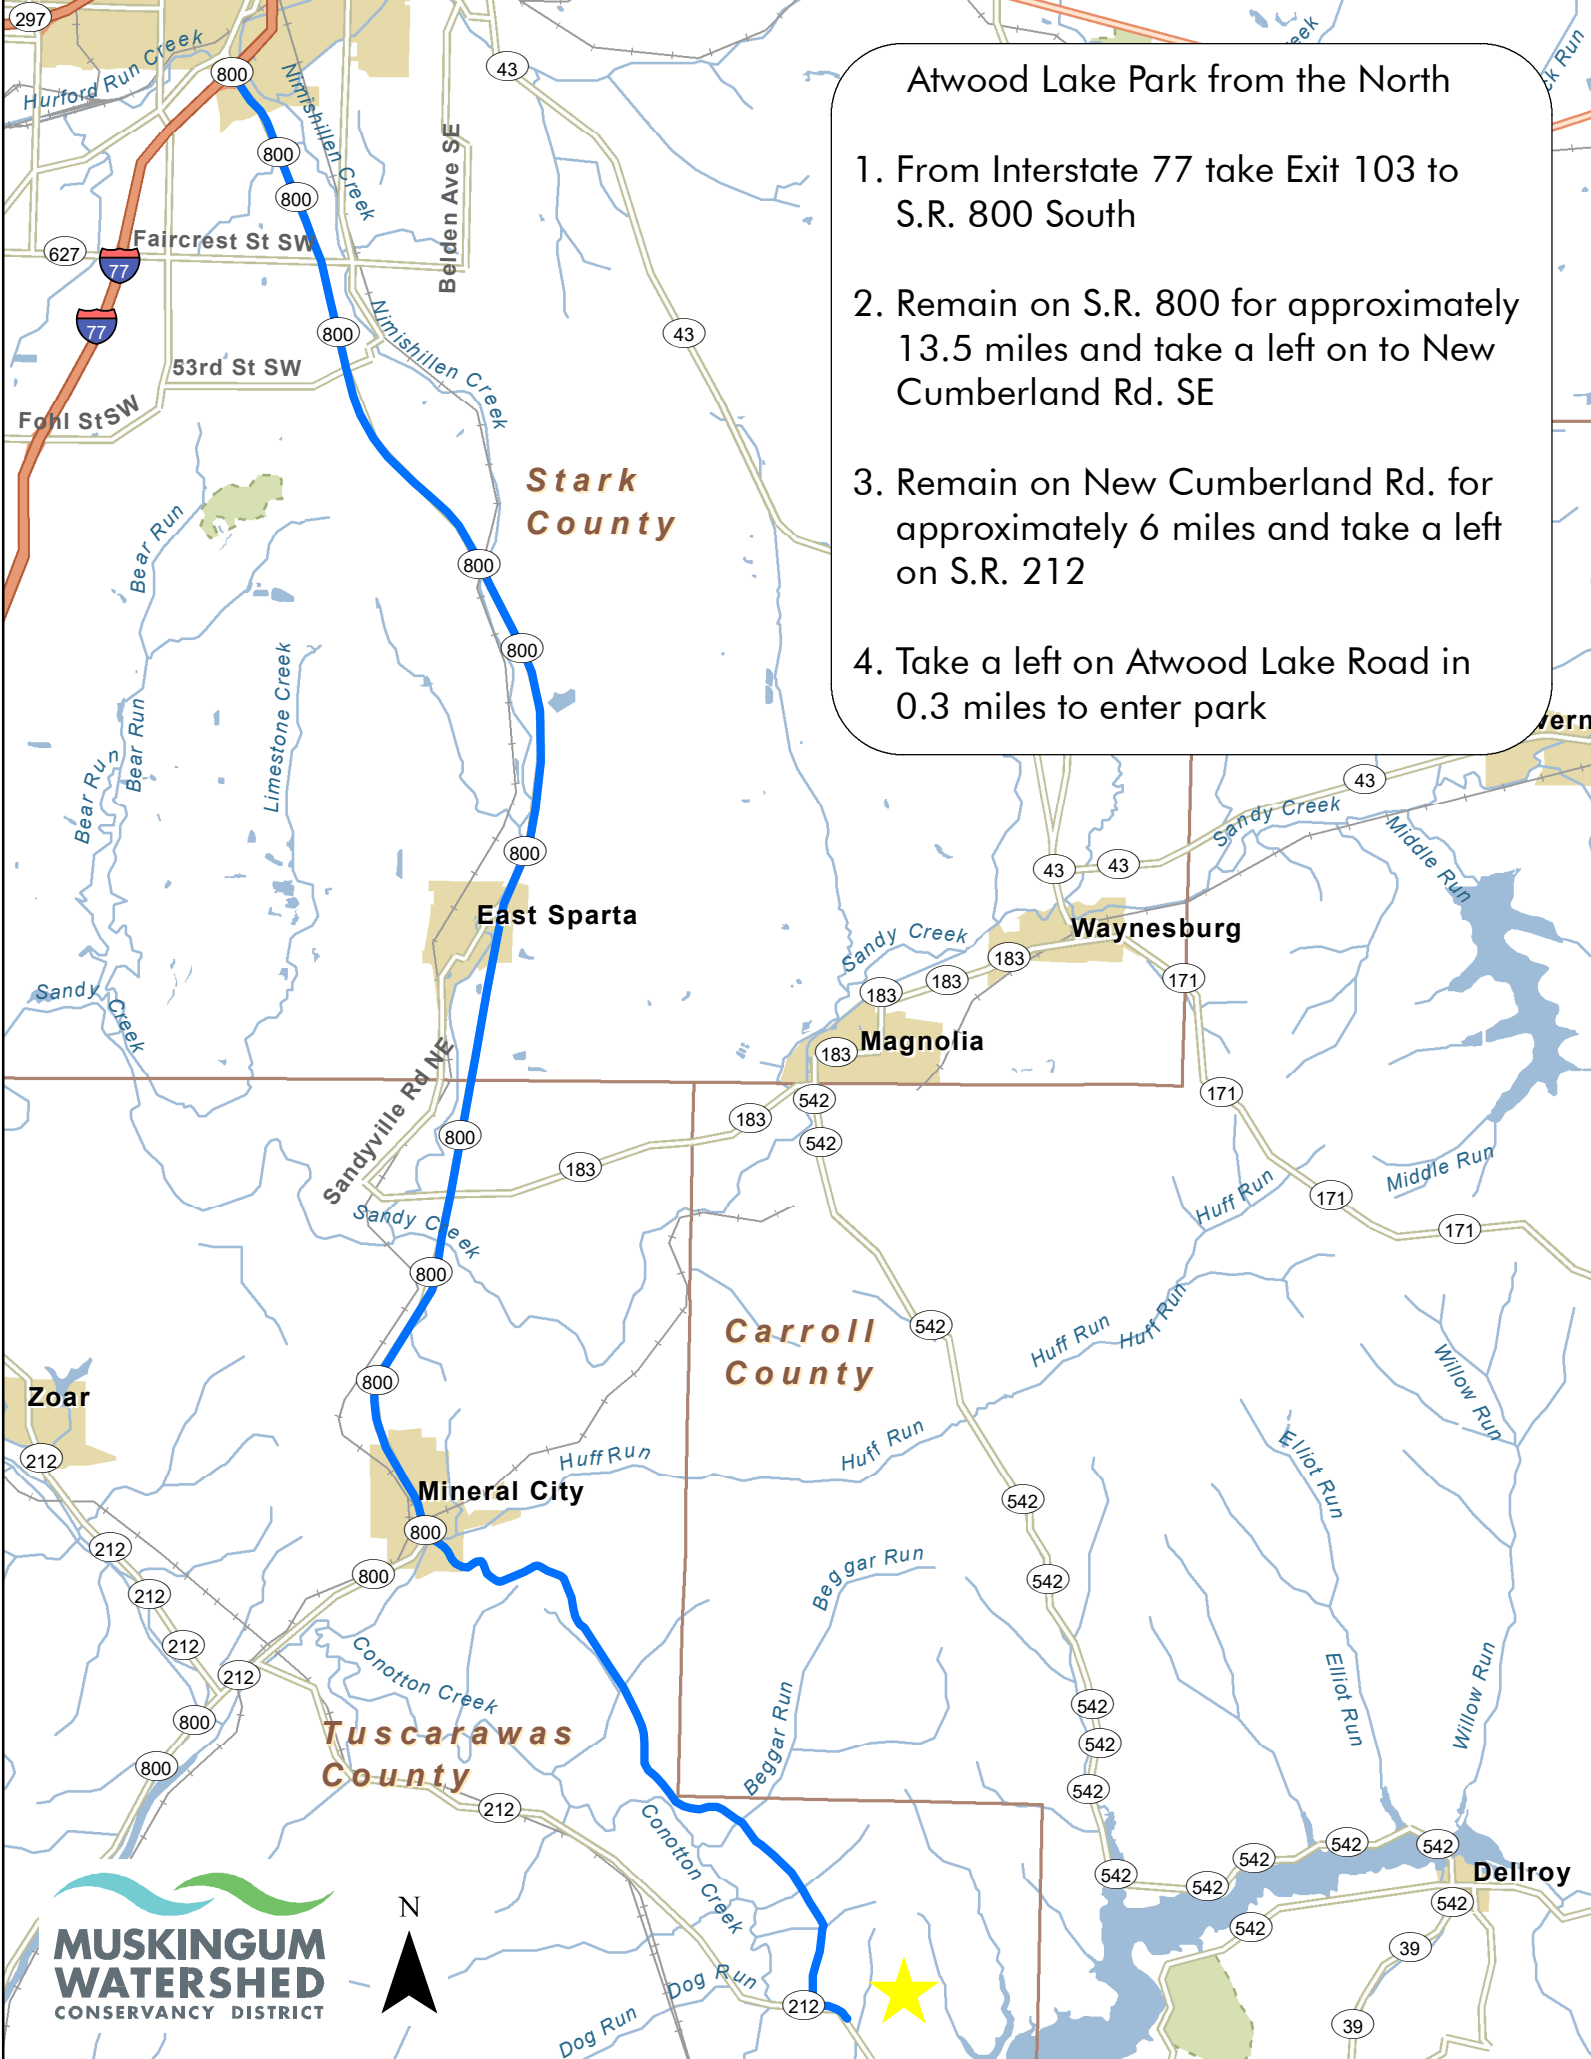 Atwood Lake Park from the North
1. From Interstate 77 take Exit 103 to
S.R. 800 South
2. Remain on S.R. 800 for approximately
13.5 miles and take a left on to New
Cumberland Rd. SE
3. Remain on New Cumberland Rd. for
approximately 6 miles and take a left
on S.R. 212
4. Take a left on Atwood Lake Road in
0.3 miles to enter park
297
Hurford Run Creek
800
Nimishillen Creek
43
800
800
Belden Ave SE
627
Faircrest St SW
77
77
800
Nimishillen Creek
43
53rd St SW
Fohl St SW
Stark
County
Bear Run
800
800
Limestone Creek
Bear Run
Bear Run
800
43
Sandy Creek
Middle Run
43
43
East Sparta
Sandy Creek
Waynesburg
183
183
183
171
Sandy Creek
Magnolia
183
Sandyville Rd NE
542
171
183
800
542
183
Middle Run
Huff Run
171
Sandy Creek
171
800
Carroll
County
542
Huff Run
Huff Run
Willow Run
800
Zoar
212
Huff Run
Huff Run
Elliot Run
Mineral City
542
800
212
800
Beggar Run
542
212
212
212
Conotton Creek
Elliot Run
Willow Run
Beggar Run
542
800
Tuscarawas
County
542
800
542
212
Conotton Creek
542
542
542
542
542
Dellroy
542
542
39
Dog Run
212
Dog Run
39
N
MUSKINGUM
WATERSHED
CONSERVANCY DISTRICT